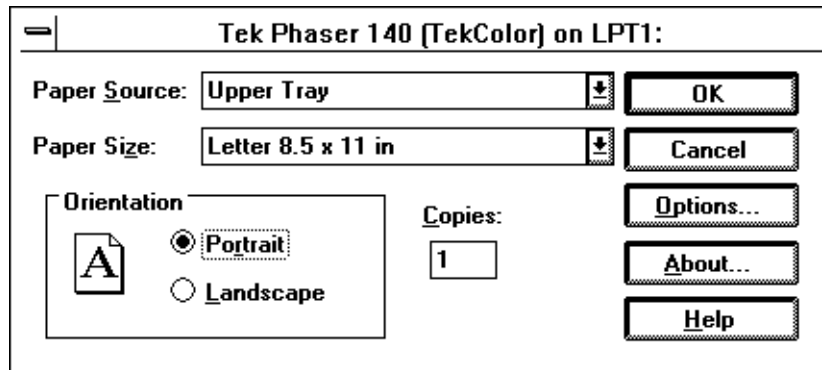 Tek Phaser 140 (TekColor) on LPT1:
Paper Source: Upper Tray
OK
Paper Size: Letter 8.5 x 11 in
Cancel
Orientation
A
Portrait
Landscape
Copies:
1
Options...
About...
Help